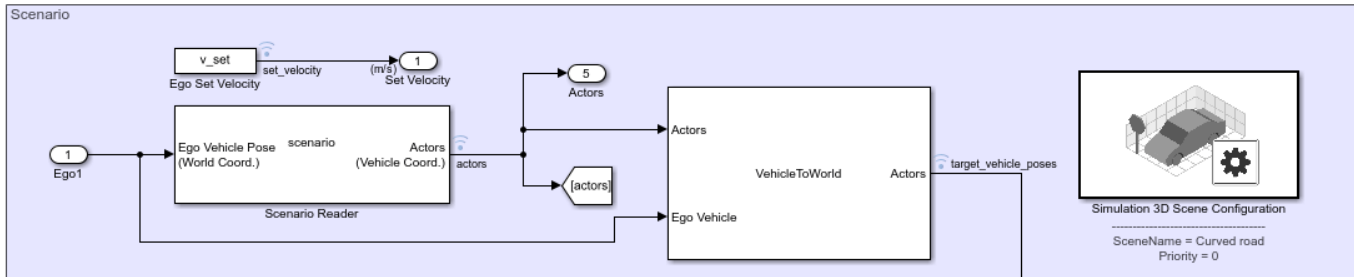 Scenario
v_set
set_velocity
Ego Set Velocity
(m/s)
1
Set Velocity
5
Actors
Ego Vehicle Pose
(World Coord.)
scenario
Actors
(Vehicle Coord.)
actors
Scenario Reader
1
Ego1
[actors]
Actors
Ego Vehicle
VehicleToWorld
Actors
target_vehicle_poses
Simulation 3D Scene Configuration
SceneName = Curved road
Priority = 0